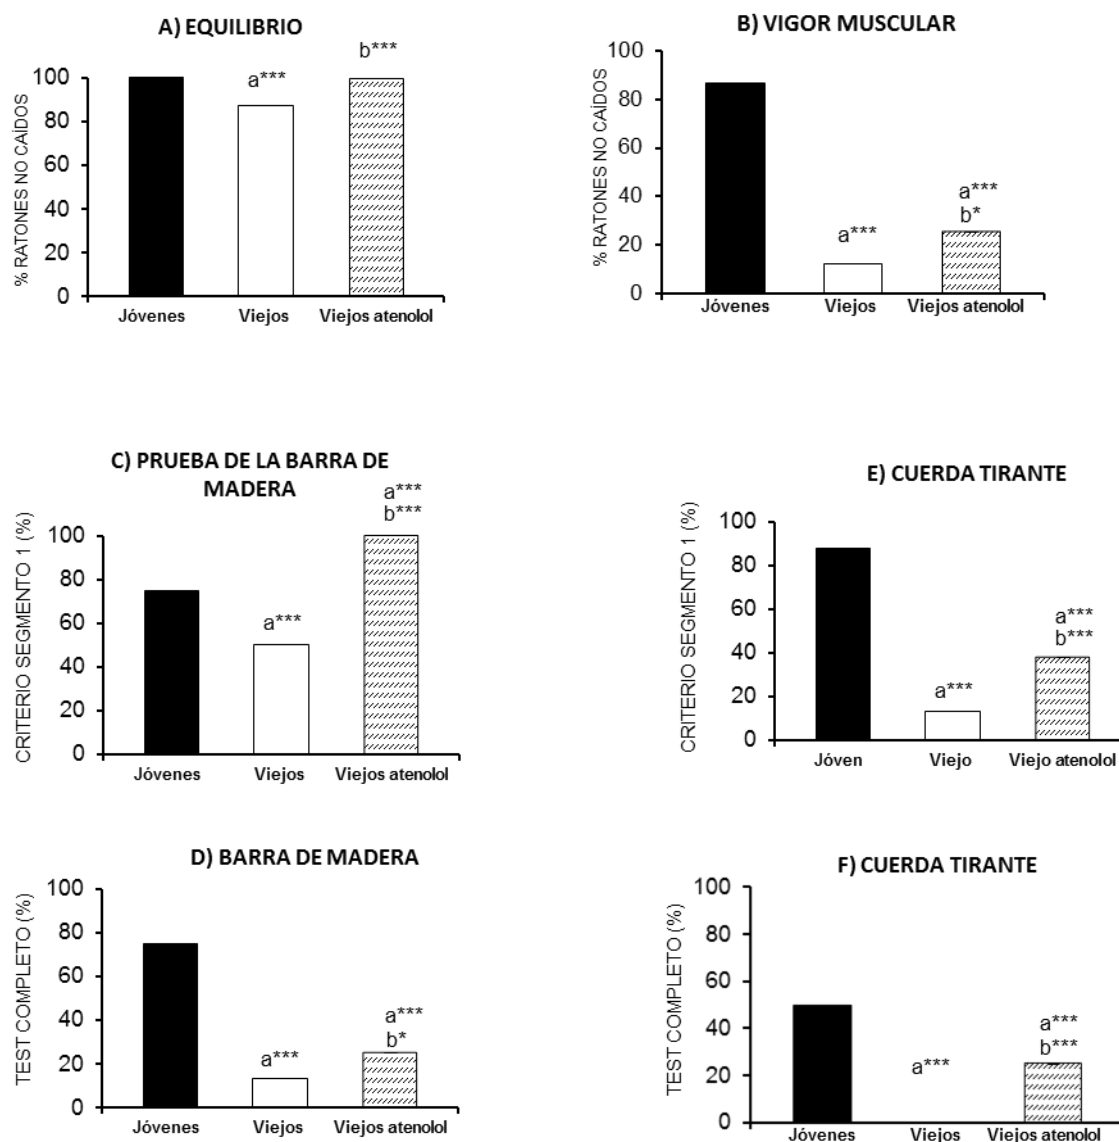 A) EQUILIBRIO
% RATONES NO CAÍDOS
100
80
60
40
20
0
a***
b***
Jóvenes Viejos Viejos atenolol
B) VIGOR MUSCULAR
% RATONES NO CAÍDOS
100
80
60
40
20
0
a***
a***
b*
Jóvenes Viejos Viejos atenolol
C) PRUEBA DE LA BARRA DE
MADERA
CRITERIO SEGMENTO 1 (%)
100
80
60
40
20
0
a***
a***
b***
Jóvenes Viejos Viejos atenolol
E) CUERDA TIRANTE
CRITERIO SEGMENTO 1 (%)
100
80
60
40
20
0
a***
a***
b***
Jóven Viejo Viejo atenolol
D) BARRA DE MADERA
TEST COMPLETO (%)
100
80
60
40
20
0
a***
a***
b*
Jóvenes Viejos Viejos atenolol
F) CUERDA TIRANTE
TEST COMPLETO (%)
100
80
60
40
20
0
a***
a***
b***
Jóvenes Viejos Viejos atenolol